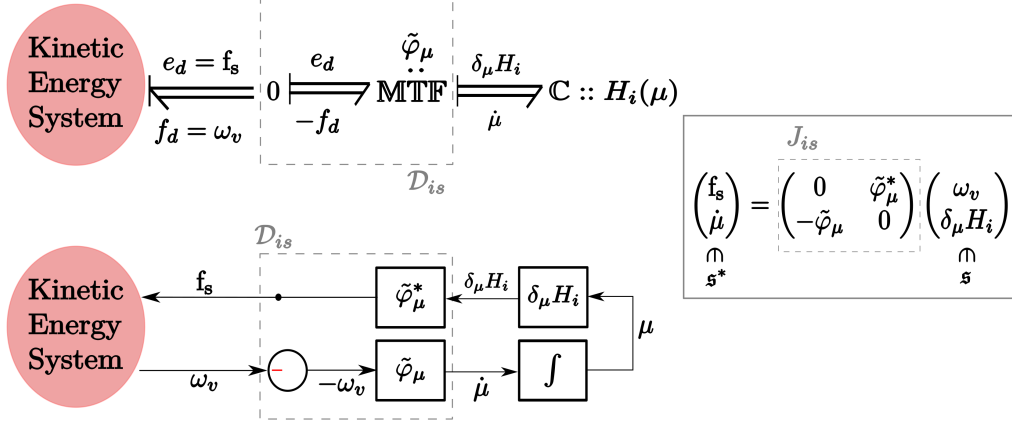 Kinetic
Energy
System
e_d = f_s
f_d = ω_v
0
e_d
-f_d
φ̃_μ
··
𝕄𝕋𝔽
δ_μH_i
μ̇
ℂ :: H_i(μ)
𝒟_is
J_is
(f_s μ̇) = (0 φ̃*_μ -φ̃_μ 0) (ω_v δ_μH_i)
⋒ ⋒
𝔰* 𝔰
𝒟_is
Kinetic
Energy
System
f_s
φ̃*_μ
δ_μH_i
δ_μH_i
μ
ω_v
-
-ω_v
φ̃_μ
μ̇
∫